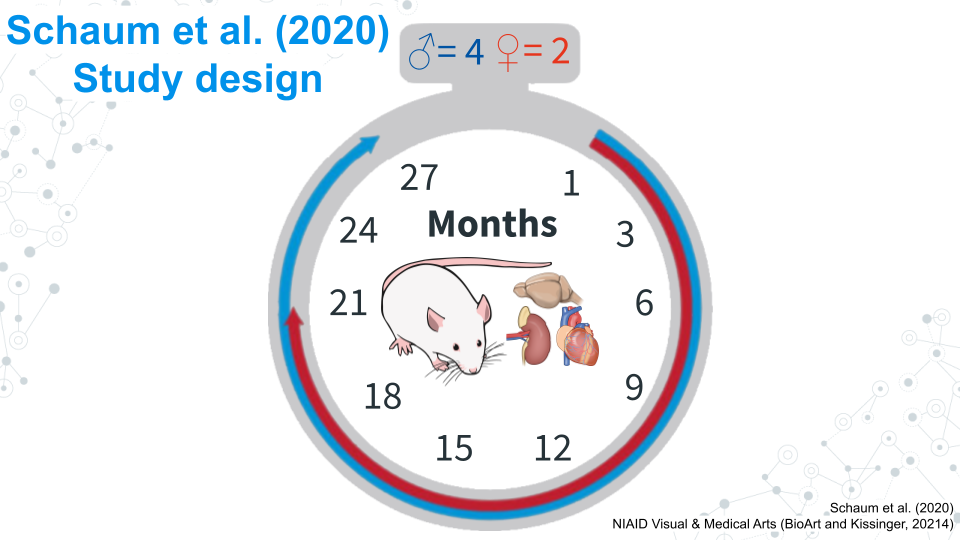 Schaum et al. (2020)
Study design
♂= 4 ♀= 2
27
1
Months
24
3
21
6
18
9
15
12
Schaum et al. (2020)
NIAID Visual & Medical Arts (BioArt and Kissinger, 20214)